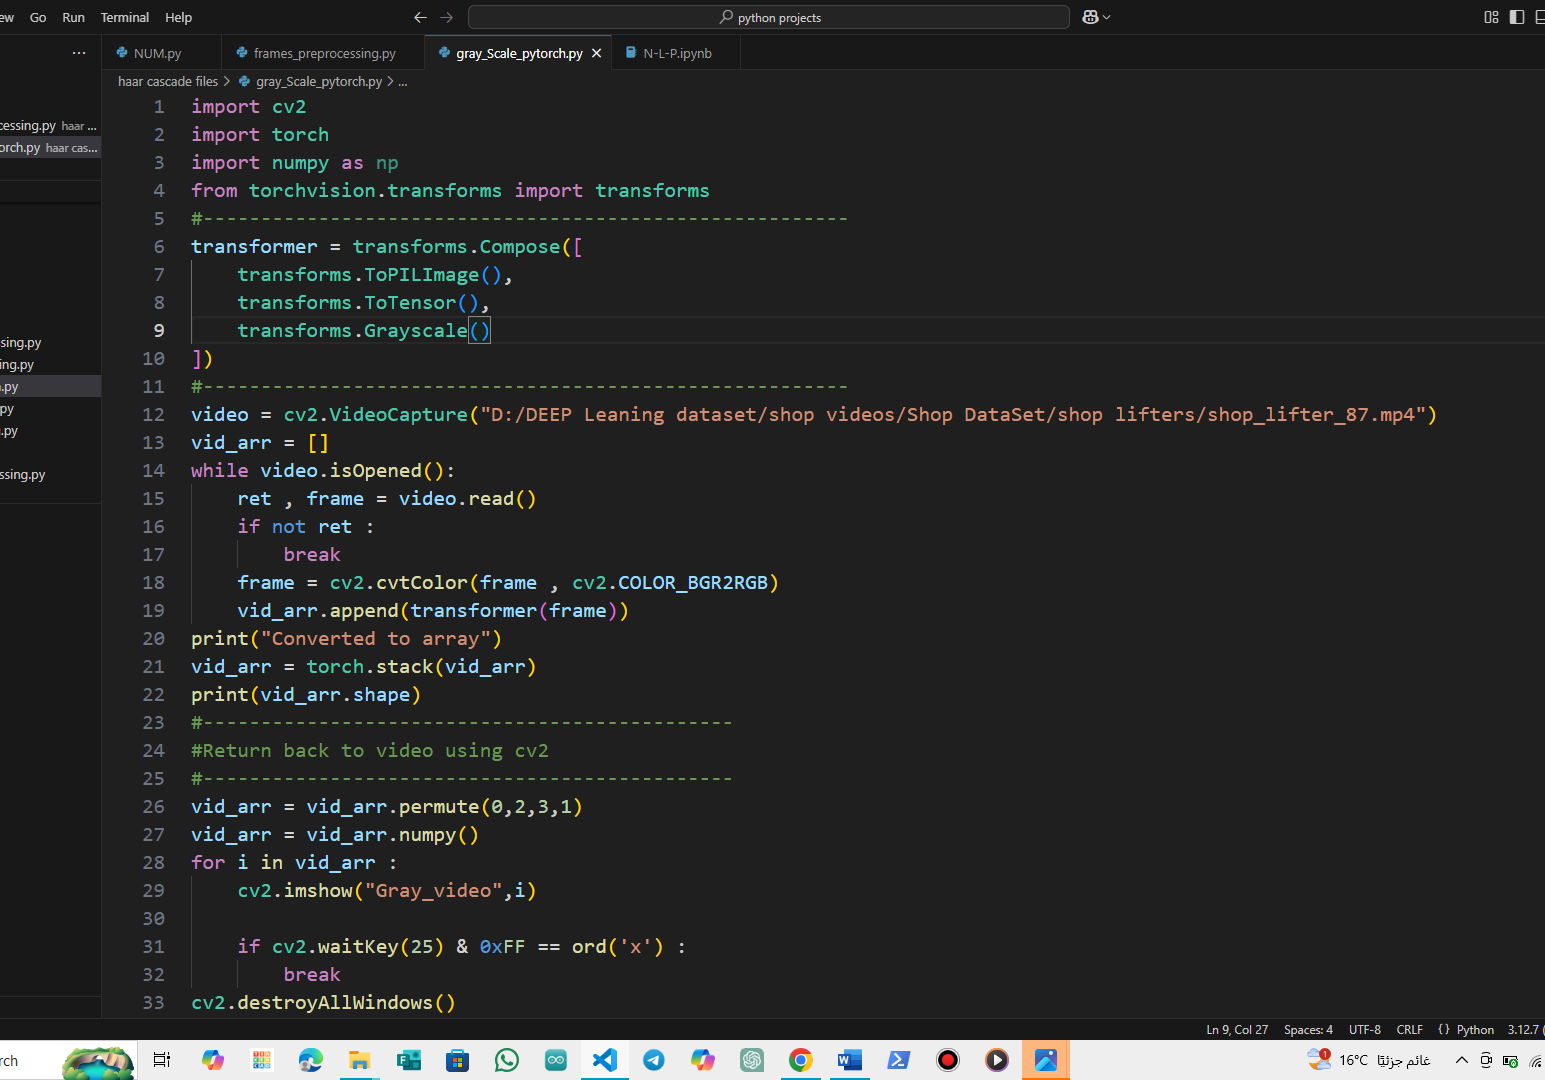 Go Run Terminal Help
python projects
NUM.py
frames_preprocessing.py
gray_Scale_pytorch.py
N-L-P.ipynb
haar cascade files > gray_Scale_pytorch.py > ...
1 import cv2
2 import torch
3 import numpy as np
4 from torchvision.transforms import transforms
5 #--------------------------------------------------------
6 transformer = transforms.Compose([
7 transforms.ToPILImage(),
8 transforms.ToTensor(),
9 transforms.Grayscale()
10 ])
11 #--------------------------------------------------------
12 video = cv2.VideoCapture("D:/DEEP Leaning dataset/shop videos/Shop DataSet/shop lifters/shop_lifter_87.mp4")
13 vid_arr = []
14 while video.isOpened():
15 ret , frame = video.read()
16 if not ret :
17 break
18 frame = cv2.cvtColor(frame , cv2.COLOR_BGR2RGB)
19 vid_arr.append(transformer(frame))
20 print("Converted to array")
21 vid_arr = torch.stack(vid_arr)
22 print(vid_arr.shape)
23 #----------------------------------------------
24 #Return back to video using cv2
25 #----------------------------------------------
26 vid_arr = vid_arr.permute(0,2,3,1)
27 vid_arr = vid_arr.numpy()
28 for i in vid_arr :
29 cv2.imshow("Gray_video",i)
30
31 if cv2.waitKey(25) & 0xFF == ord('x') :
32 break
33 cv2.destroyAllWindows()
cessing.py haar ...
orch.py haar cas...
sing.py
ing.py
.py
py
.py
ssing.py
Ln 9, Col 27 Spaces: 4 UTF-8 CRLF {} Python 3.12.7
rch
1 16°C غائم جزئيًا